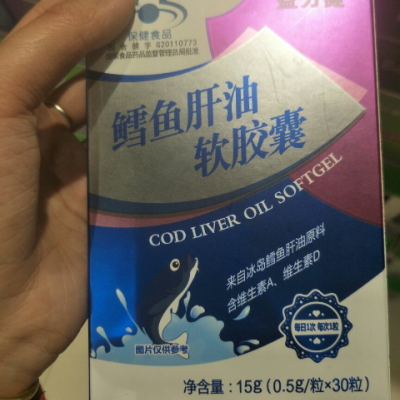 保健食品
G20110773
鳕鱼肝油
软胶囊
COD LIVER OIL SOFTGEL
来自冰岛鳕鱼肝油原料
含维生素A、维生素D
每日1次 每次1粒
图片仅供参考
净含量：15g（0.5g/粒×30粒）